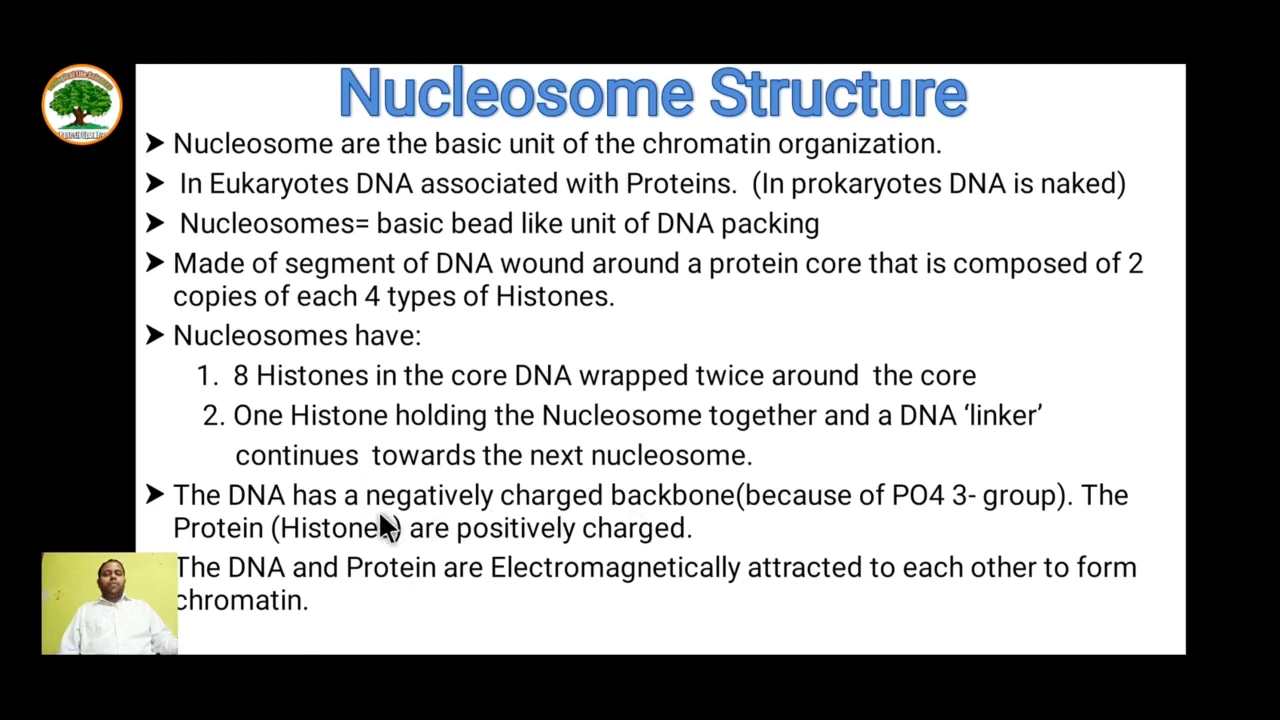 Nucleosome Structure
➤ Nucleosome are the basic unit of the chromatin organization.
➤ In Eukaryotes DNA associated with Proteins. (In prokaryotes DNA is naked)
➤ Nucleosomes= basic bead like unit of DNA packing
➤ Made of segment of DNA wound around a protein core that is composed of 2
copies of each 4 types of Histones.
➤ Nucleosomes have:
1. 8 Histones in the core DNA wrapped twice around the core
2. One Histone holding the Nucleosome together and a DNA ‘linker’
continues towards the next nucleosome.
➤ The DNA has a negatively charged backbone(because of PO4 3- group). The
Protein (Histone) are positively charged.
The DNA and Protein are Electromagnetically attracted to each other to form
chromatin.